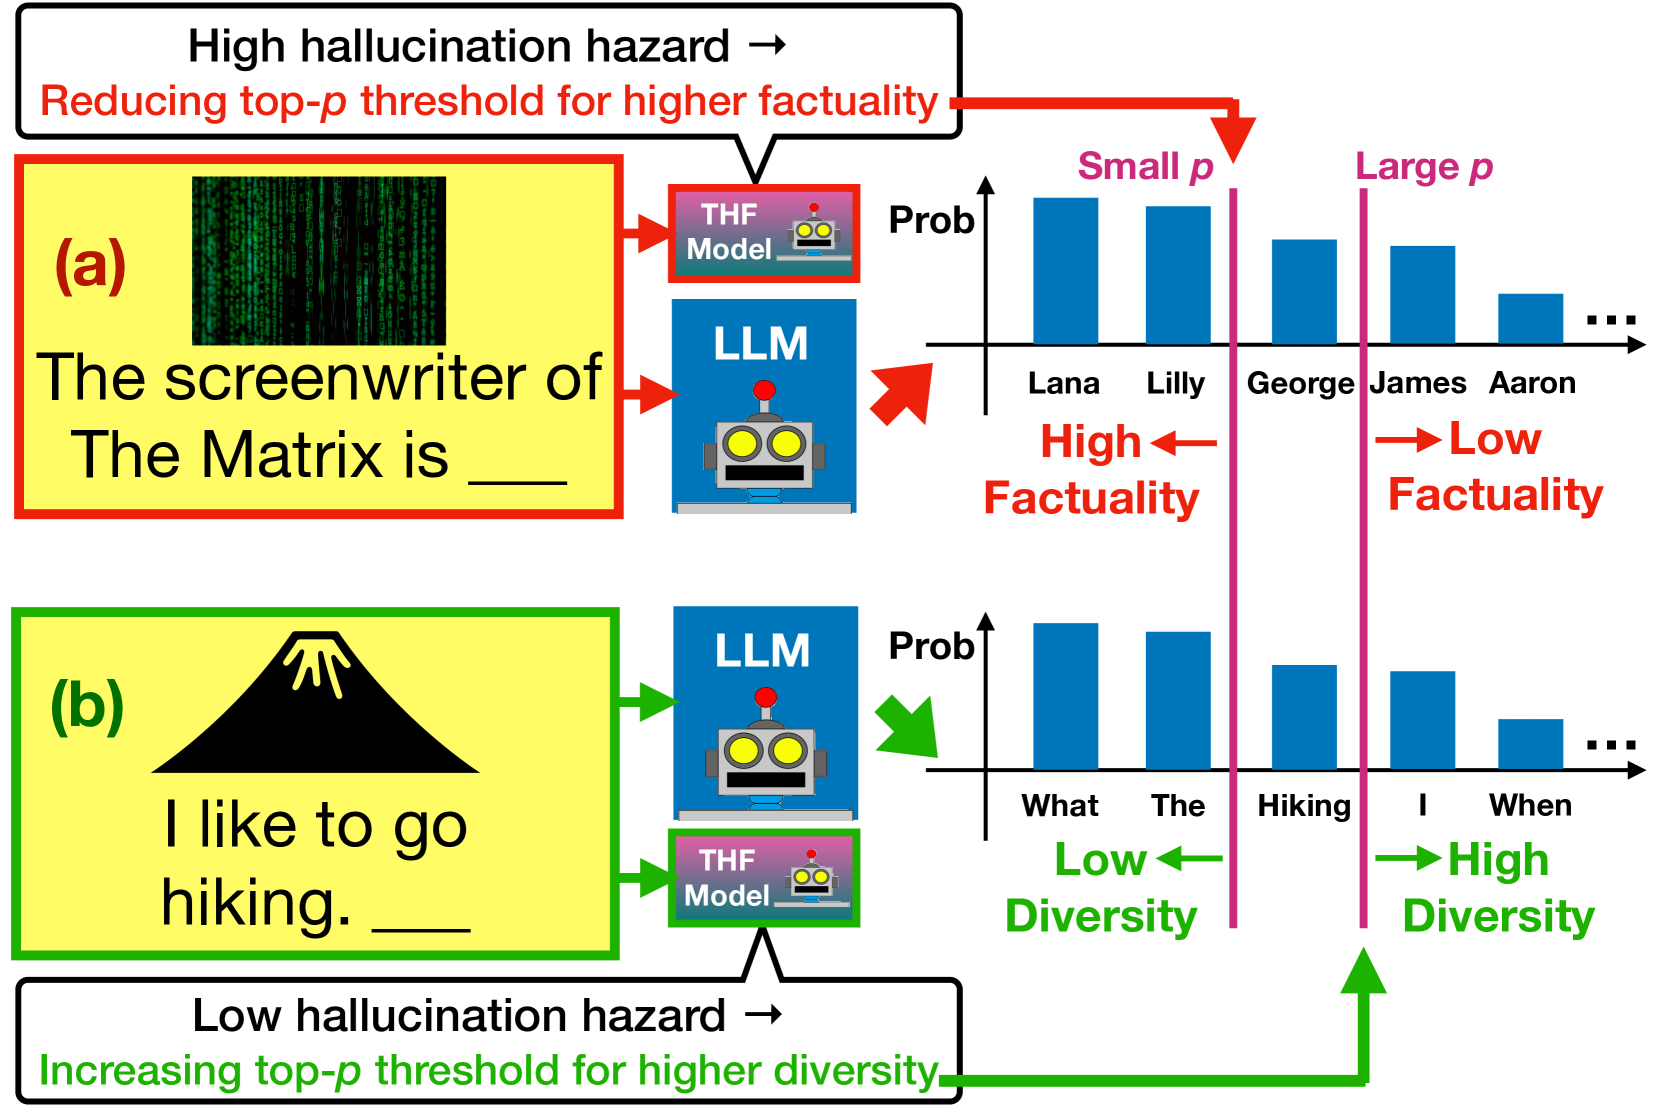 High hallucination hazard →
Reducing top-p threshold for higher factuality
(a)
The screenwriter of
The Matrix is ___
THF
Model
LLM
Small p
Large p
Prob
...
Lana
Lilly
George
James
Aaron
High
Factuality
Low
Factuality
(b)
I like to go
hiking. ___
LLM
THF
Model
Prob
...
What
The
Hiking
I
When
Low
Diversity
High
Diversity
Low hallucination hazard →
Increasing top-p threshold for higher diversity